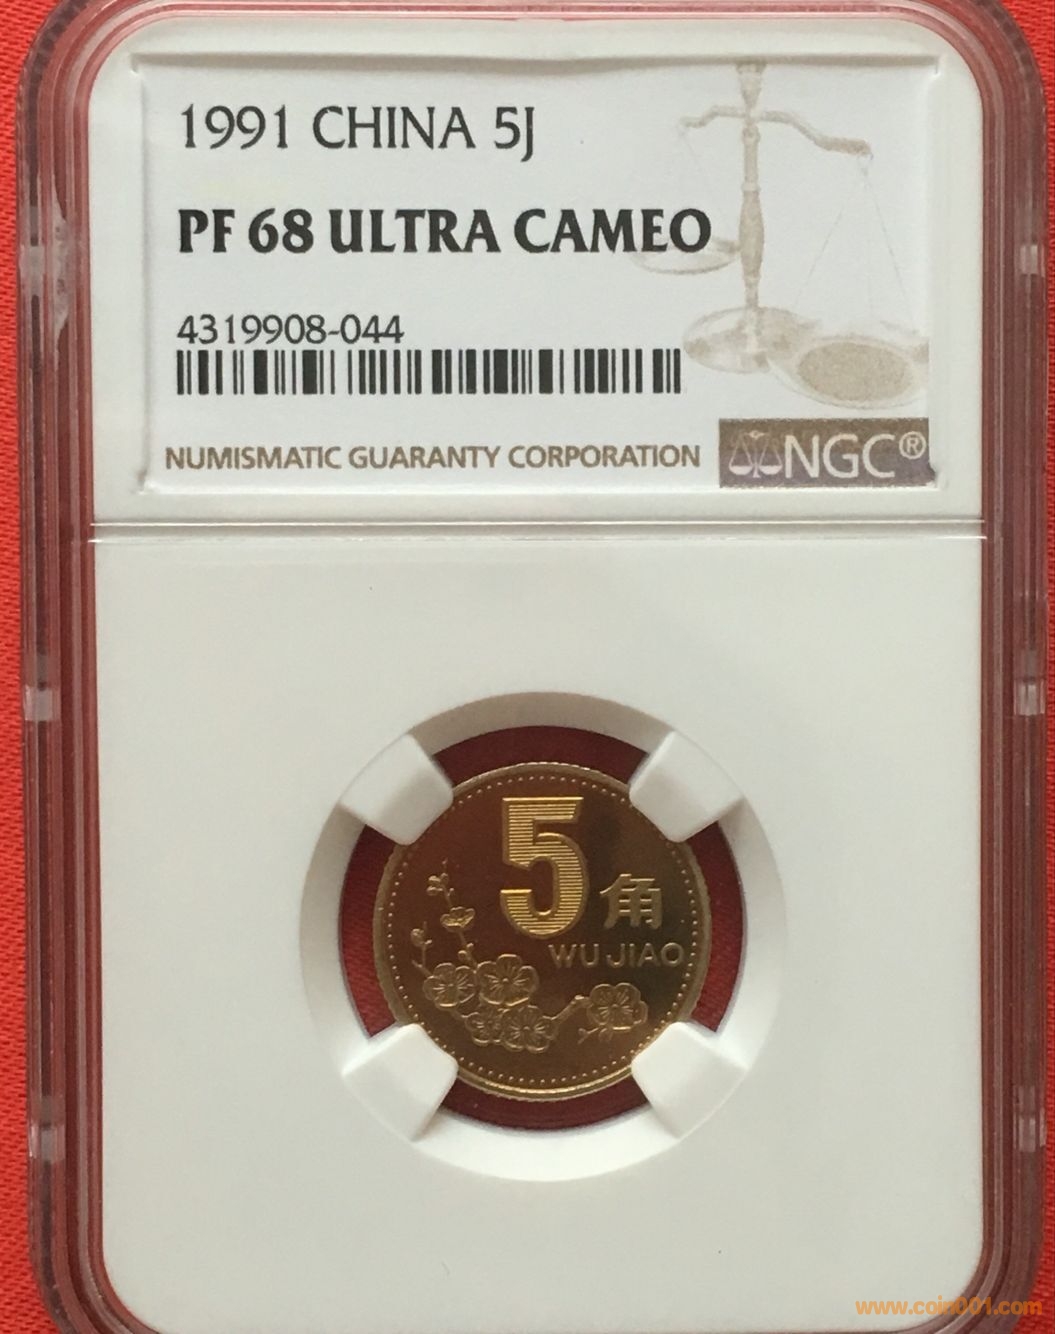 1991 CHINA 5J
PF 68 ULTRA CAMEO
4319908-044
NUMISMATIC GUARANTY CORPORATION
NGC®
5角
WU JIAO
www.coin001.com